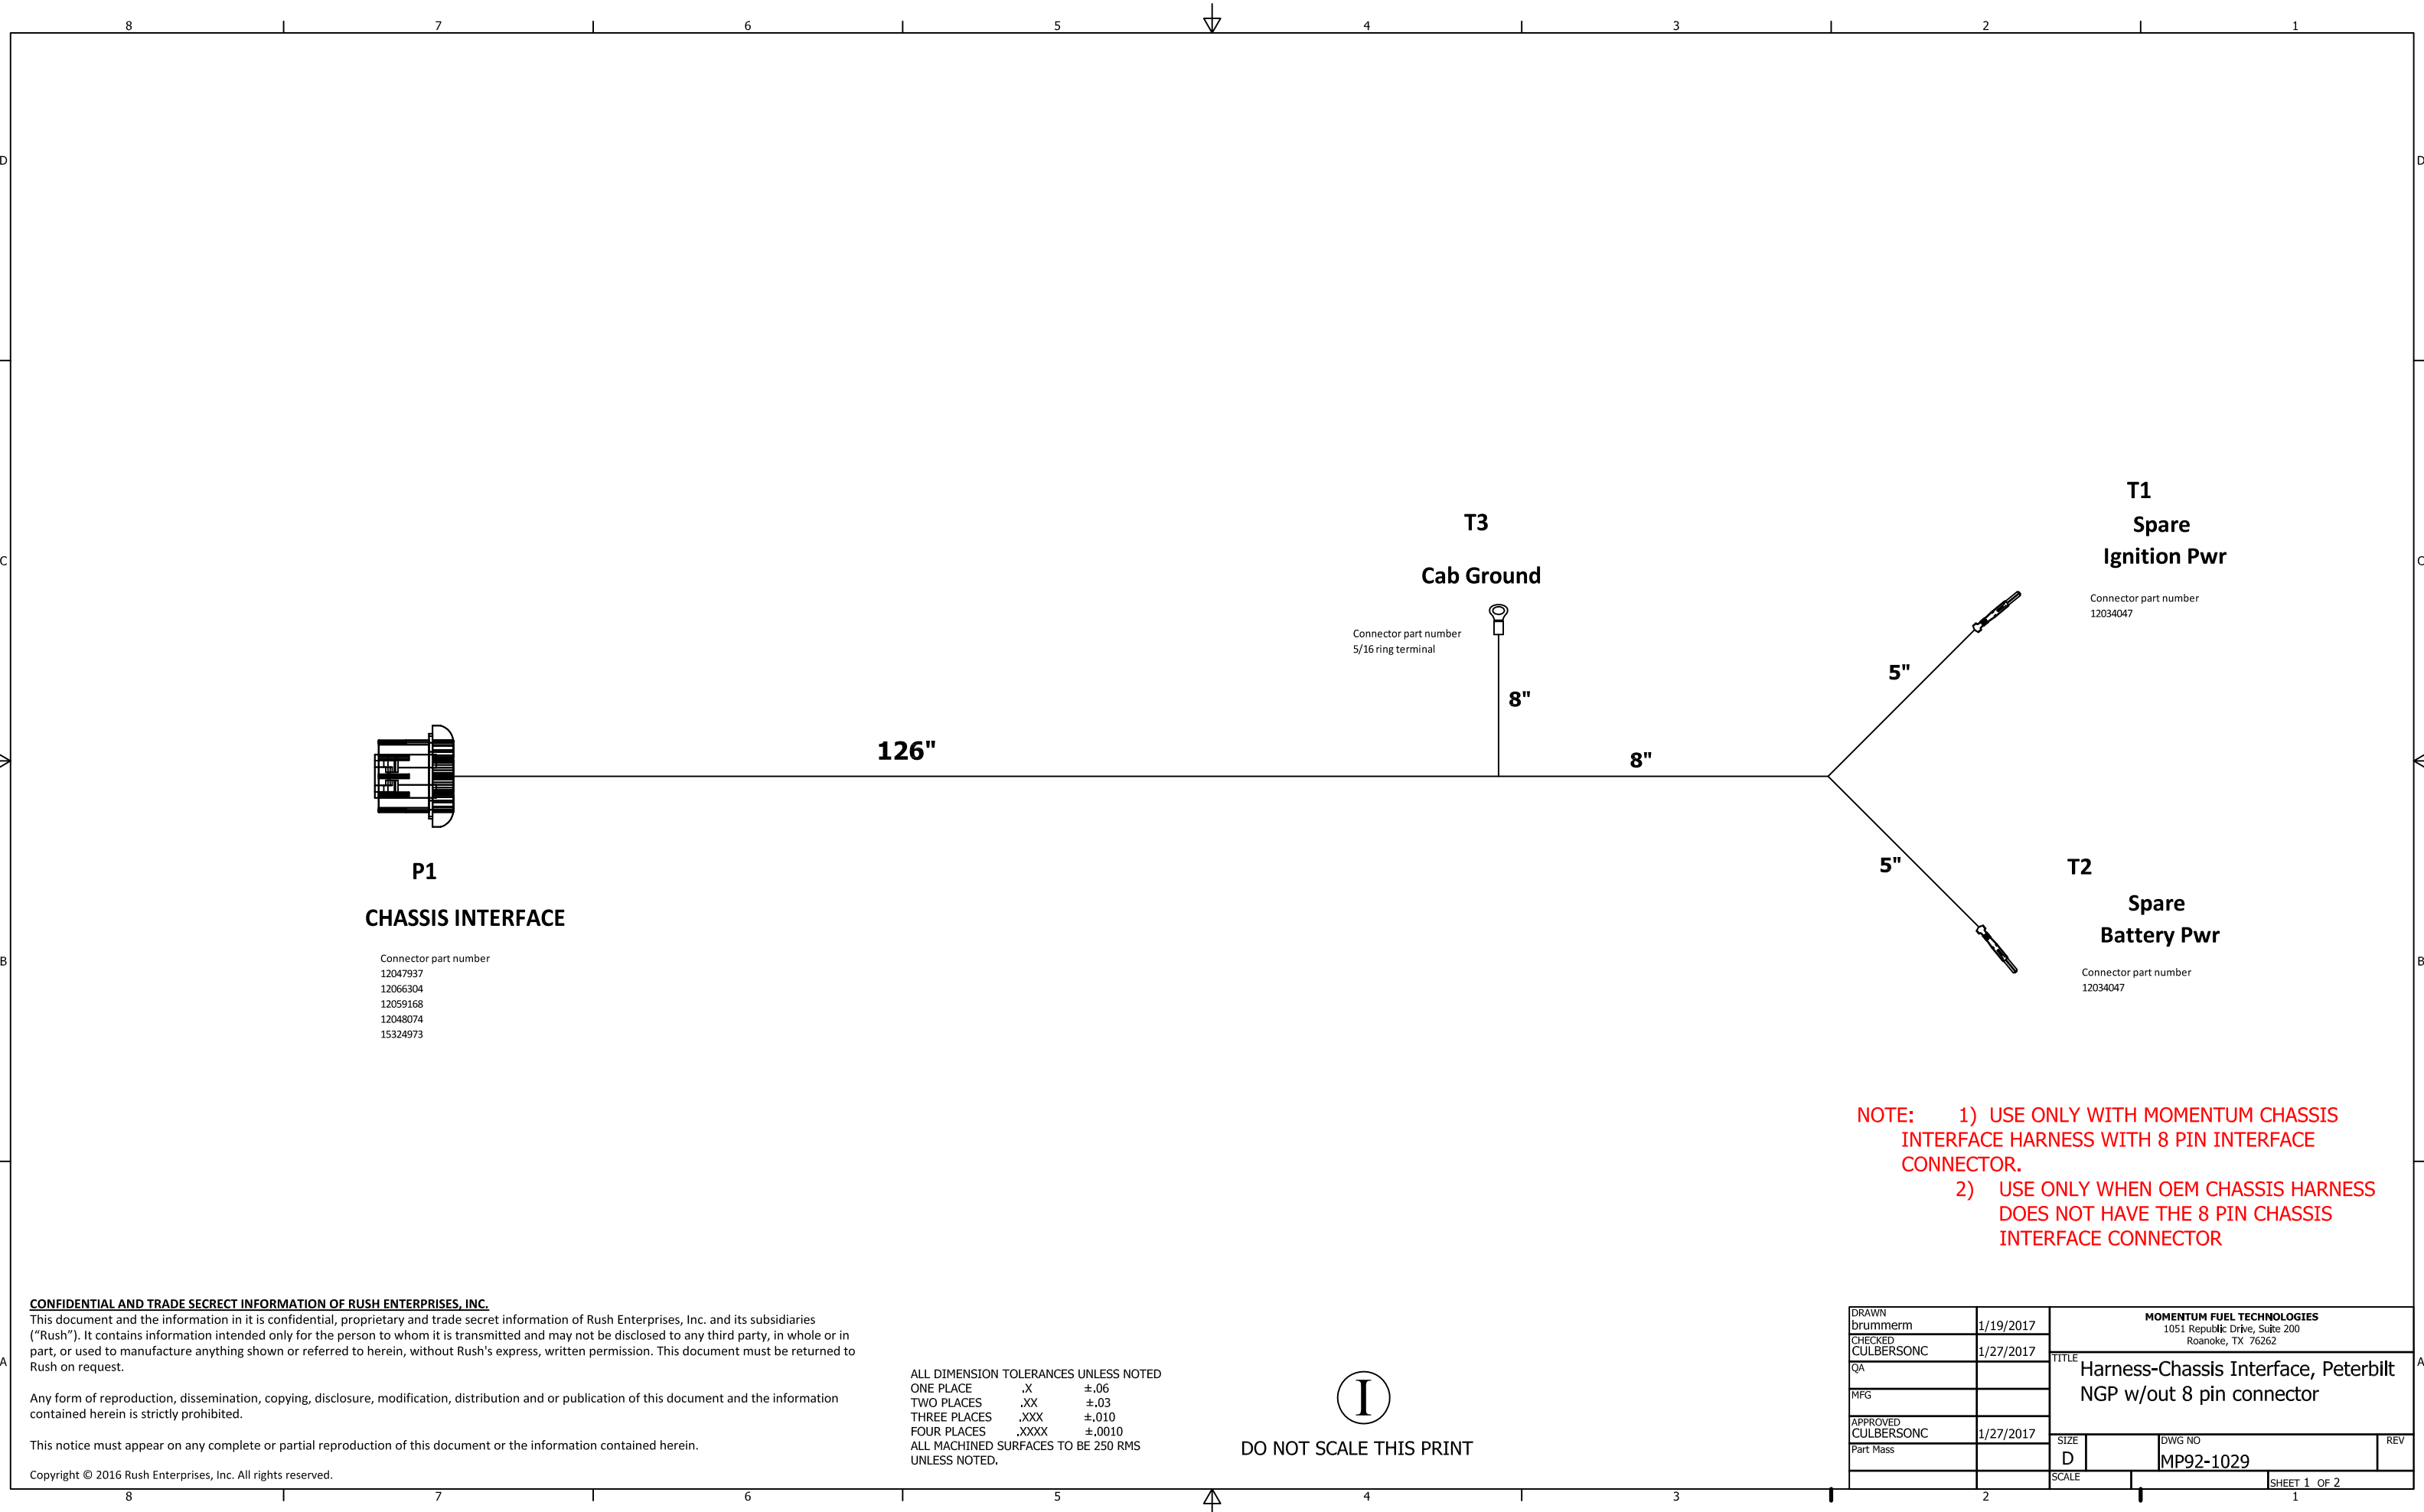 8 7 6 5 4 3 2 1
D D
T1
Spare
Ignition Pwr
T3
Cab Ground
C C
Connector part number
12034047
Connector part number
5/16 ring terminal
5"
8"
126"
8"
5"
P1
T2
Spare
CHASSIS INTERFACE
Battery Pwr
B B
Connector part number
12047937
12066304
12059168
12048074
15324973
Connector part number
12034047
NOTE: 1) USE ONLY WITH MOMENTUM CHASSIS
INTERFACE HARNESS WITH 8 PIN INTERFACE
CONNECTOR.
2) USE ONLY WHEN OEM CHASSIS HARNESS
DOES NOT HAVE THE 8 PIN CHASSIS
INTERFACE CONNECTOR
CONFIDENTIAL AND TRADE SECRECT INFORMATION OF RUSH ENTERPRISES, INC.
This document and the information in it is confidential, proprietary and trade secret information of Rush Enterprises, Inc. and its subsidiaries
(“Rush”). It contains information intended only for the person to whom it is transmitted and may not be disclosed to any third party, in whole or in
part, or used to manufacture anything shown or referred to herein, without Rush's express, written permission. This document must be returned to
Rush on request.
Any form of reproduction, dissemination, copying, disclosure, modification, distribution and or publication of this document and the information
contained herein is strictly prohibited.
This notice must appear on any complete or partial reproduction of this document or the information contained herein.
Copyright © 2016 Rush Enterprises, Inc. All rights reserved.
A A
ALL DIMENSION TOLERANCES UNLESS NOTED
ONE PLACE .X ±.06
TWO PLACES .XX ±.03
THREE PLACES .XXX ±.010
FOUR PLACES .XXXX ±.0010
ALL MACHINED SURFACES TO BE 250 RMS
UNLESS NOTED.
I
DO NOT SCALE THIS PRINT
DRAWN
brummerm 1/19/2017
CHECKED
CULBERSONC 1/27/2017
QA
MFG
APPROVED
CULBERSONC 1/27/2017
Part Mass
MOMENTUM FUEL TECHNOLOGIES
1051 Republic Drive, Suite 200
Roanoke, TX 76262
TITLE
Harness-Chassis Interface, Peterbilt
NGP w/out 8 pin connector
SIZE
D
DWG NO
MP92-1029
REV
SCALE
SHEET 1 OF 2
8 7 6 5 4 3 2 1